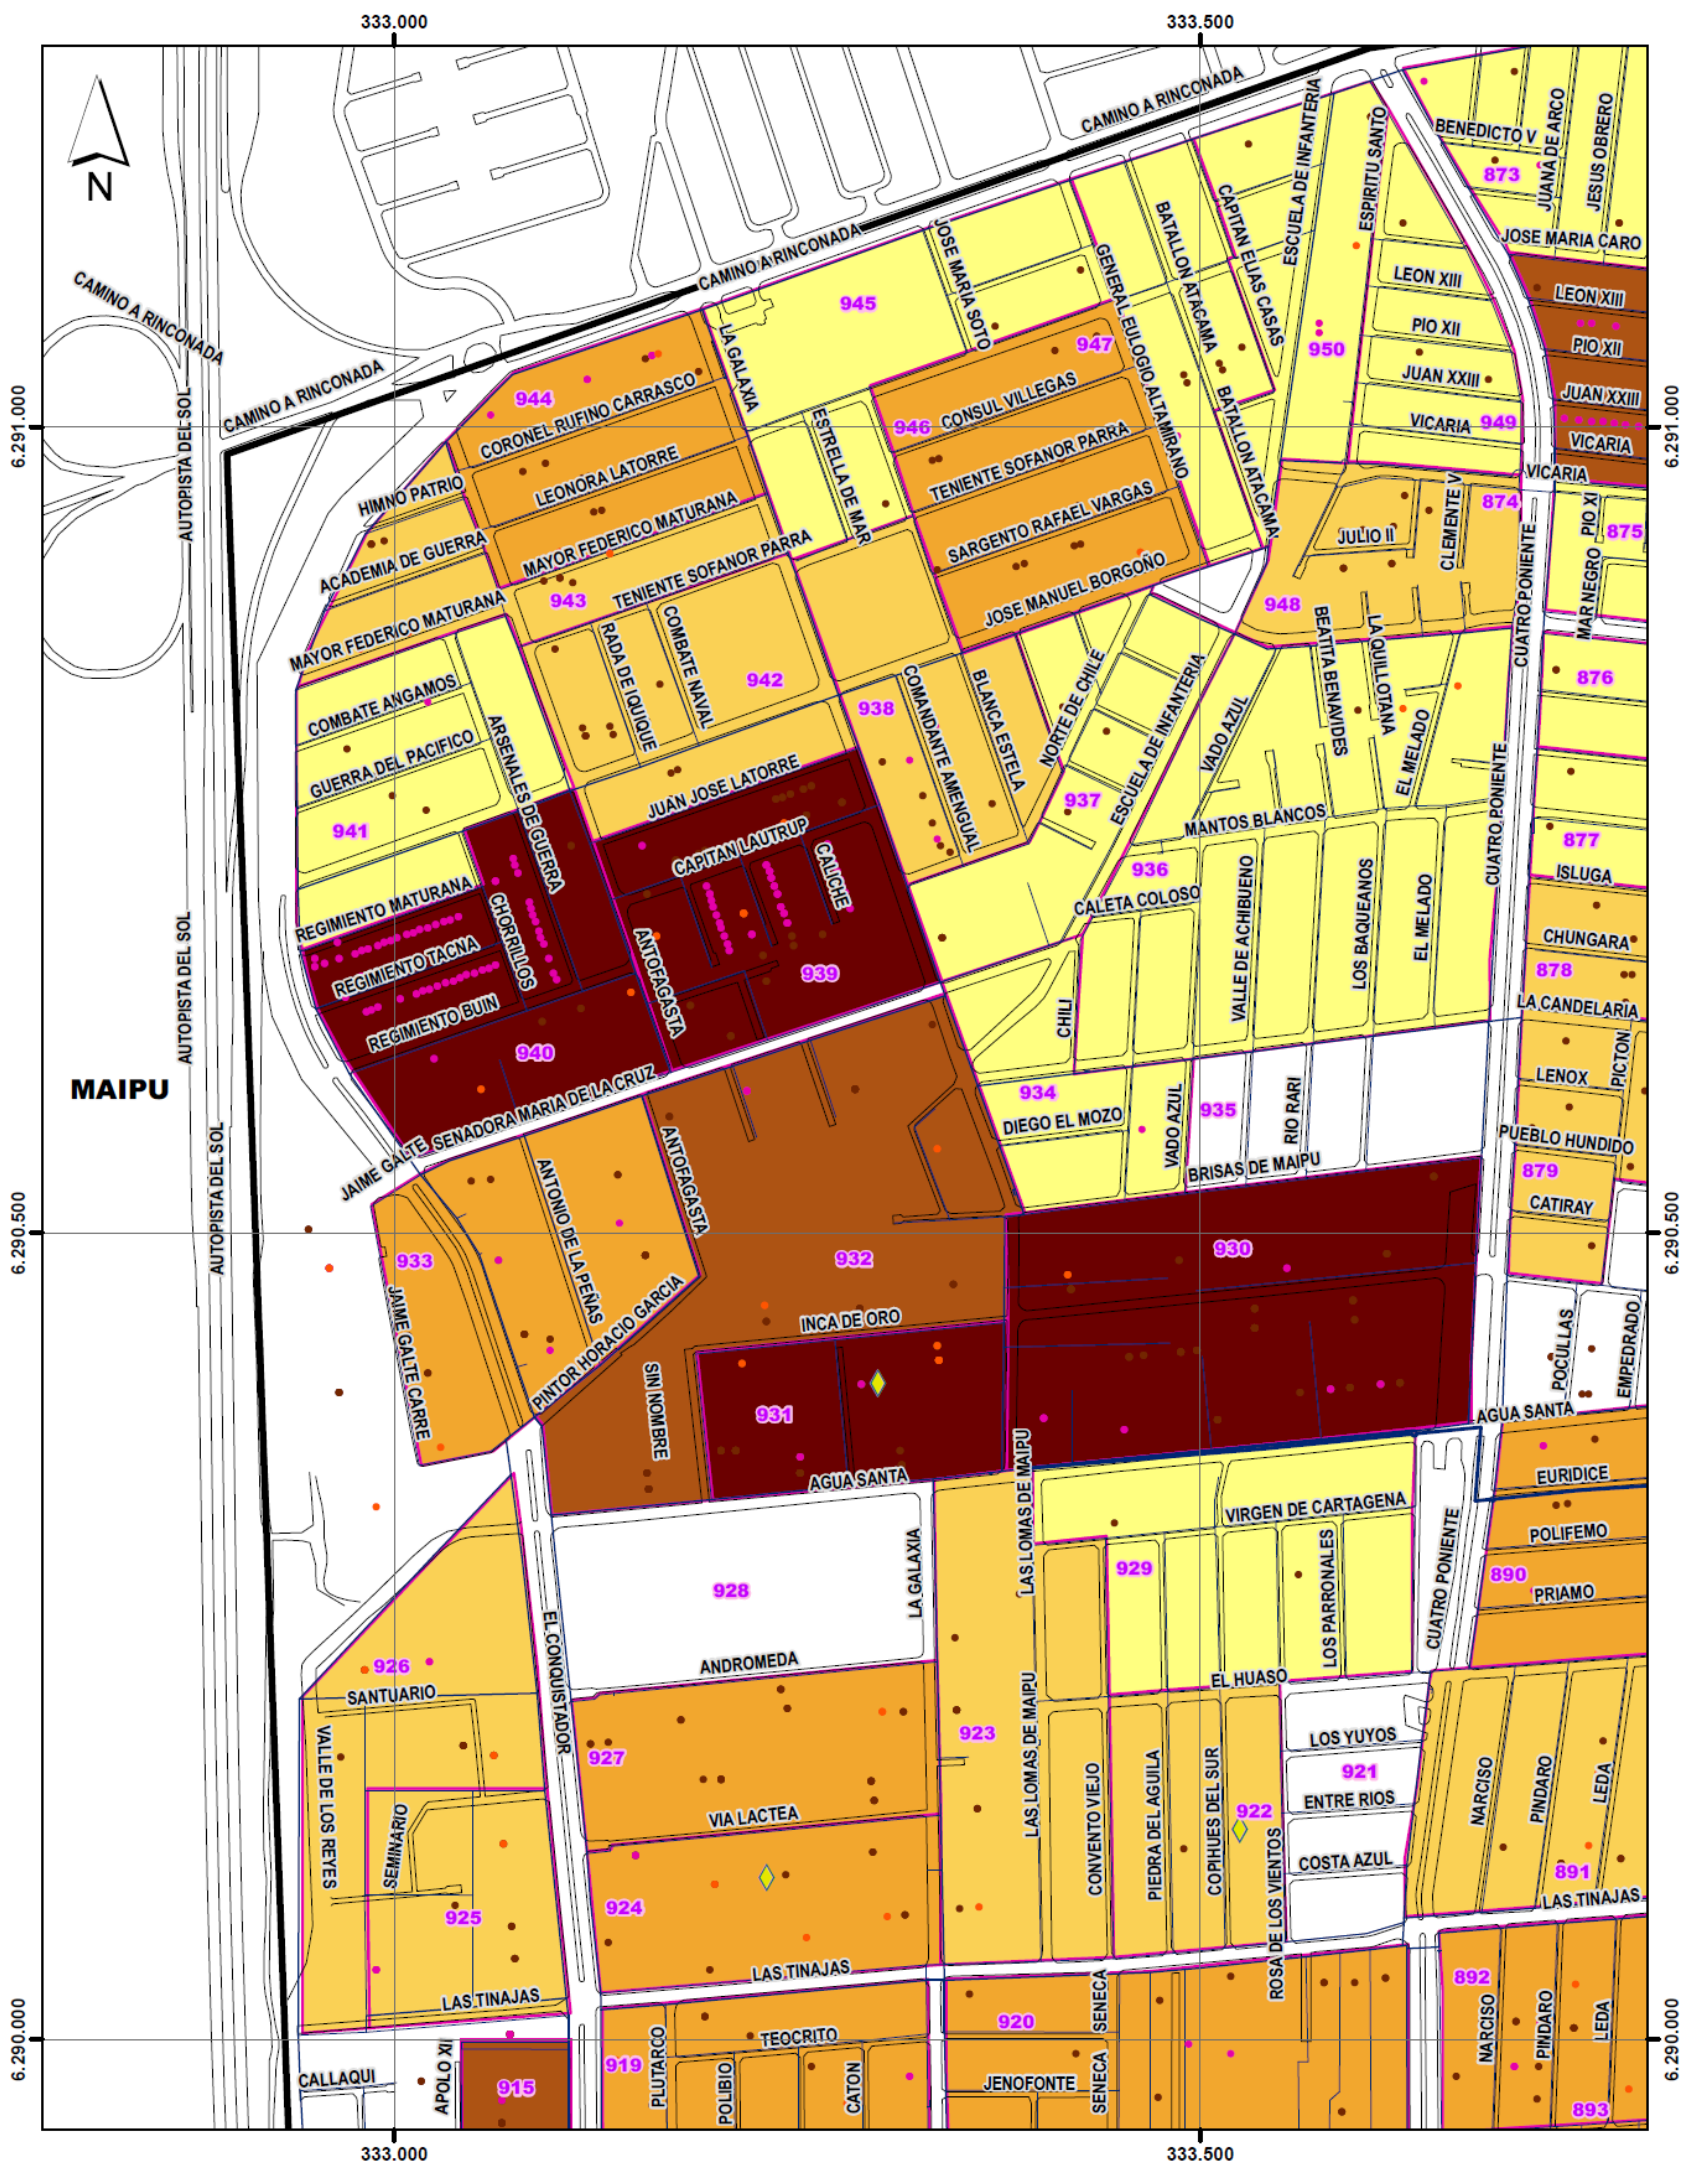 333.000
333.500
CAMINO A RINCONADA
BENEDICTO V
JUANA DE ARCO
JESUS OBRERO
873
N
ESCUELA DE INFANTERIA
ESPIRITU SANTO
JOSE MARIA CARO
CAMINO A RINCONADA
JOSE MARIA SOTO
GENERAL EULOGIO ALTAMIRANO
BATALLON ATACAMA
CAPITAN ELIAS CASAS
LEON XIII
LEON XIII
CAMINO A RINCONADA
945
LA GALAXIA
947
950
PIO XII
PIO XII
CAMINO A RINCONADA
944
CORONEL RUFINO CARRASCO
CONSUL VILLEGAS
JUAN XXIII
JUAN XXIII
6.291.000
6.291.000
AUTOPISTA DEL SOL
946
ESTRELLA DE MAR
BATALLON ATACAMA
VICARIA
949
VICARIA
LEONORA LATORRE
TENIENTE SOFANOR PARRA
VICARIA
HIMNO PATRIO
874
PIO XI
875
MAYOR FEDERICO MATURANA
SARGENTO RAFAEL VARGAS
JULIO II
CLEMENTE V
ACADEMIA DE GUERRA
TENIENTE SOFANOR PARRA
CUATRO PONIENTE
MAR NEGRO
943
JOSE MANUEL BORGOÑO
948
MAYOR FEDERICO MATURANA
RADA DE IQUIQUE
COMBATE NAVAL
BEATITA BENAVIDES
LA QUILLOTANA
942
876
COMBATE ANGAMOS
938
COMANDANTE AMENGUAL
BLANCA ESTELA
NORTE DE CHILE
ESCUELA DE INFANTERIA
VADO AZUL
EL MELADO
ARSENALES DE GUERRA
GUERRA DEL PACIFICO
JUAN JOSE LATORRE
937
CUATRO PONIENTE
941
MANTOS BLANCOS
877
CAPITAN LAUTRUP
CALICHE
936
ISLUGA
REGIMIENTO MATURANA
CHORRILLOS
CALETA COLOSO
VALLE DE ACHIBUENO
LOS BAQUEANOS
EL MELADO
AUTOPISTA DEL SOL
REGIMIENTO TACNA
ANTOFAGASTA
939
CHUNGARA
878
REGIMIENTO BUIN
CHILI
LA CANDELARIA
940
PICTON
MAIPU
SENADORA MARIA DE LA CRUZ
934
LENOX
935
DIEGO EL MOZO
VADO AZUL
RIO RARI
JAIME GALTE
PUEBLO HUNDIDO
AUTOPISTA DEL SOL
ANTONIO DE LA PEÑAS
ANTOFAGASTA
BRISAS DE MAIPU
879
CATIRAY
6.290.500
6.290.500
933
932
930
JAIME GALTE CARRE
PINTOR HORACIO GARCIA
INCA DE ORO
POCULLAS
EMPEDRADO
SIN NOMBRE
931
AGUA SANTA
AGUA SANTA
LAS LOMAS DE MAIPU
EURIDICE
VIRGEN DE CARTAGENA
POLIFEMO
928
LA GALAXIA
929
LOS PARRONALES
CUATRO PONIENTE
890
PRIAMO
EL CONQUISTADOR
926
ANDROMEDA
EL HUASO
SANTUARIO
923
LOS YUYOS
VALLE DE LOS REYES
927
LAS LOMAS DE MAIPU
921
NARCISO
PINDARO
LEDA
SEMINARIO
VIA LACTEA
CONVENTO VIEJO
PIEDRA DEL AGUILA
COPIHUES DEL SUR
922
ENTRE RIOS
COSTA AZUL
924
ROSA DE LOS VIENTOS
891
925
LAS TINAJAS
LAS TINAJAS
LAS TINAJAS
892
920
SENECA
6.290.000
6.290.000
TEOCRITO
NARCISO
PINDARO
LEDA
APOLO XII
919
PLUTARCO
POLIBIO
CATON
SENECA
CALLAQUI
915
JENOFONTE
893
333.000
333.500